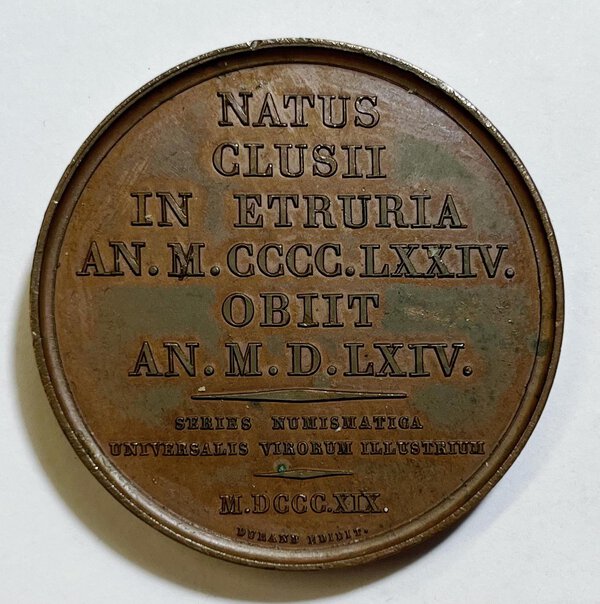 NATUS
CLUSII
IN ETRURIA
AN. M. CCCC. LXXIV.
OBIIT
AN. M. D. LXIV.
SERIES NUMISMATICA
UNIVERSALIS VIRORUM ILLUSTRIUM
M.DCCC.XIX.
DURAND EDIDIT.